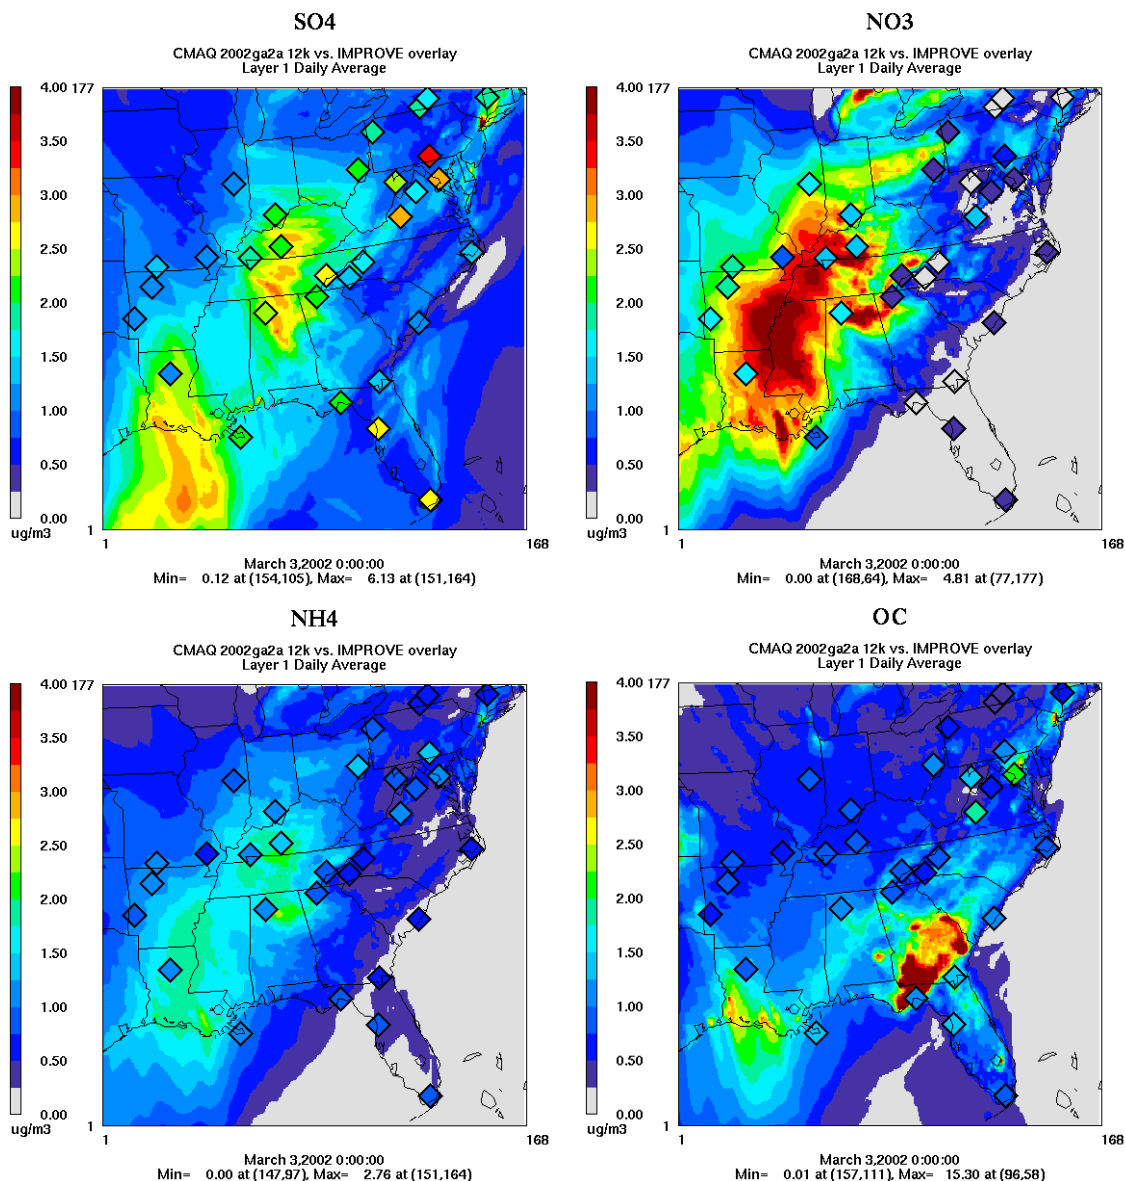 SO4
CMAQ 2002ga2a 12k vs. IMPROVE overlay
Layer 1 Daily Average
4.00 177
3.50
3.00
2.50
2.00
1.50
1.00
0.50
0.00
ug/m3
1
1 168
March 3,2002 0:00:00
Min= 0.12 at (154,105), Max= 6.13 at (151,164)
NO3
CMAQ 2002ga2a 12k vs. IMPROVE overlay
Layer 1 Daily Average
4.00 177
3.50
3.00
2.50
2.00
1.50
1.00
0.50
0.00
ug/m3
1
1 168
March 3,2002 0:00:00
Min= 0.00 at (168,64), Max= 4.81 at (77,177)
NH4
CMAQ 2002ga2a 12k vs. IMPROVE overlay
Layer 1 Daily Average
4.00 177
3.50
3.00
2.50
2.00
1.50
1.00
0.50
0.00
ug/m3
1
1 168
March 3,2002 0:00:00
Min= 0.00 at (147,97), Max= 2.76 at (151,164)
OC
CMAQ 2002ga2a 12k vs. IMPROVE overlay
Layer 1 Daily Average
4.00 177
3.50
3.00
2.50
2.00
1.50
1.00
0.50
0.00
ug/m3
1
1 168
March 3,2002 0:00:00
Min= 0.01 at (157,111), Max= 15.30 at (96,58)